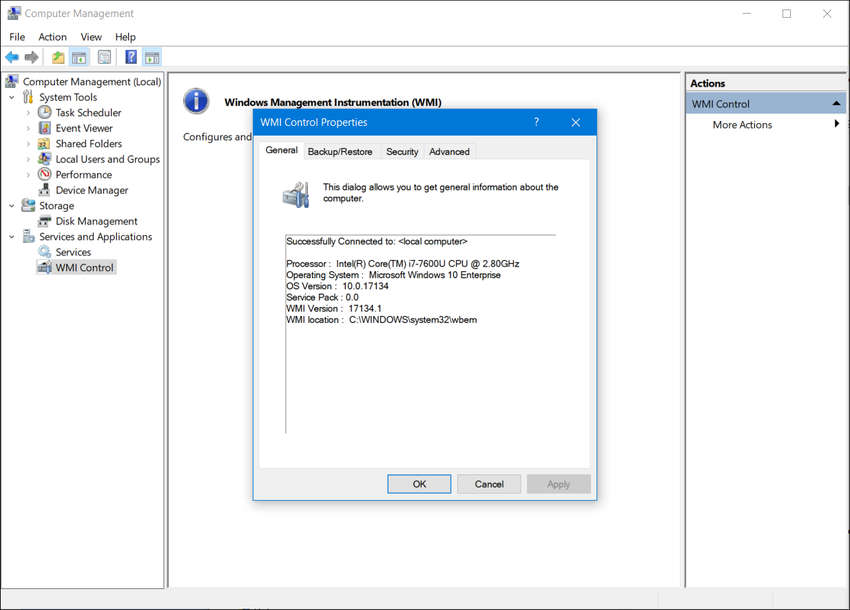 Computer Management
File Action View Help
Computer Management (Local)
System Tools
Task Scheduler
Event Viewer
Shared Folders
Local Users and Groups
Performance
Device Manager
Storage
Disk Management
Services and Applications
Services
WMI Control
Windows Management Instrumentation (WMI)
Configures and
WMI Control Properties
General Backup/Restore Security Advanced
This dialog allows you to get general information about the
computer.
Successfully Connected to: <local computer>
Processor : Intel(R) Core(TM) i7-7600U CPU @ 2.80GHz
Operating System : Microsoft Windows 10 Enterprise
OS Version : 10.0.17134
Service Pack : 0.0
WMI Version : 17134.1
WMI location : C:\WINDOWS\system32\wbem
OK Cancel Apply
Actions
WMI Control
More Actions